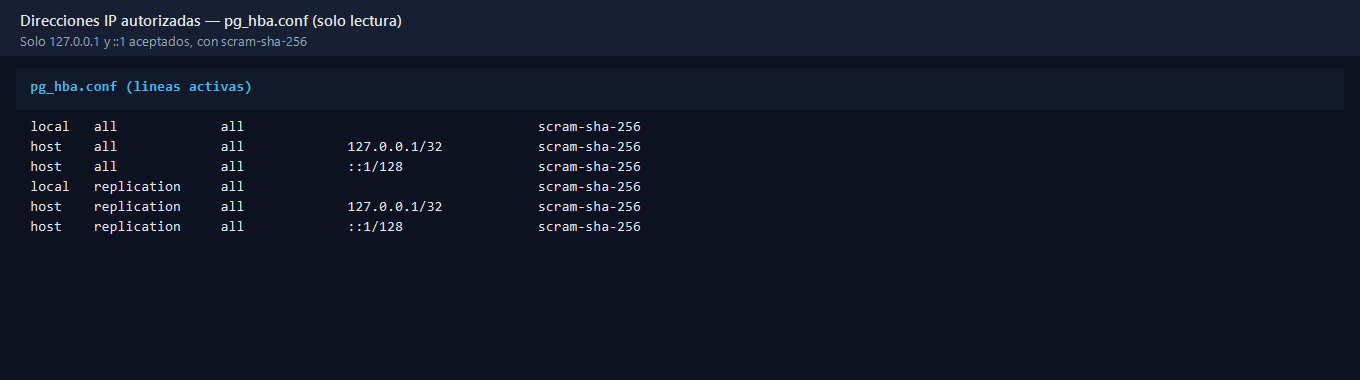 Direcciones IP autorizadas — pg_hba.conf (solo lectura)
Solo 127.0.0.1 y ::1 aceptados, con scram-sha-256
pg_hba.conf (lineas activas)
local   all             all                                     scram-sha-256
host    all             all             127.0.0.1/32            scram-sha-256
host    all             all             ::1/128                 scram-sha-256
local   replication     all                                     scram-sha-256
host    replication     all             127.0.0.1/32            scram-sha-256
host    replication     all             ::1/128                 scram-sha-256